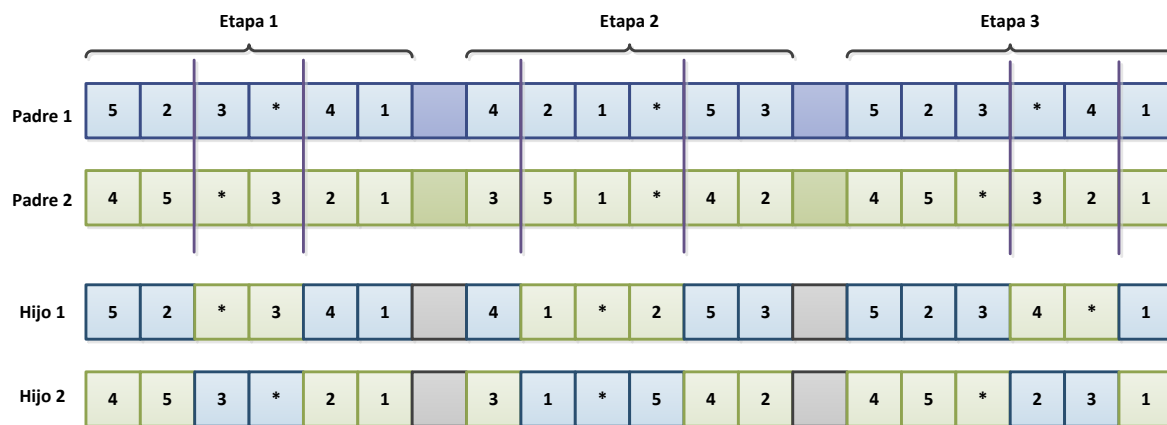 Etapa 1 Etapa 2 Etapa 3
Padre 1 5 2 3 * 4 1 4 2 1 * 5 3 5 2 3 * 4 1
Padre 2 4 5 * 3 2 1 3 5 1 * 4 2 4 5 * 3 2 1
Hijo 1 5 2 * 3 4 1 4 1 * 2 5 3 5 2 3 4 * 1
Hijo 2 4 5 3 * 2 1 3 1 * 5 4 2 4 5 * 2 3 1